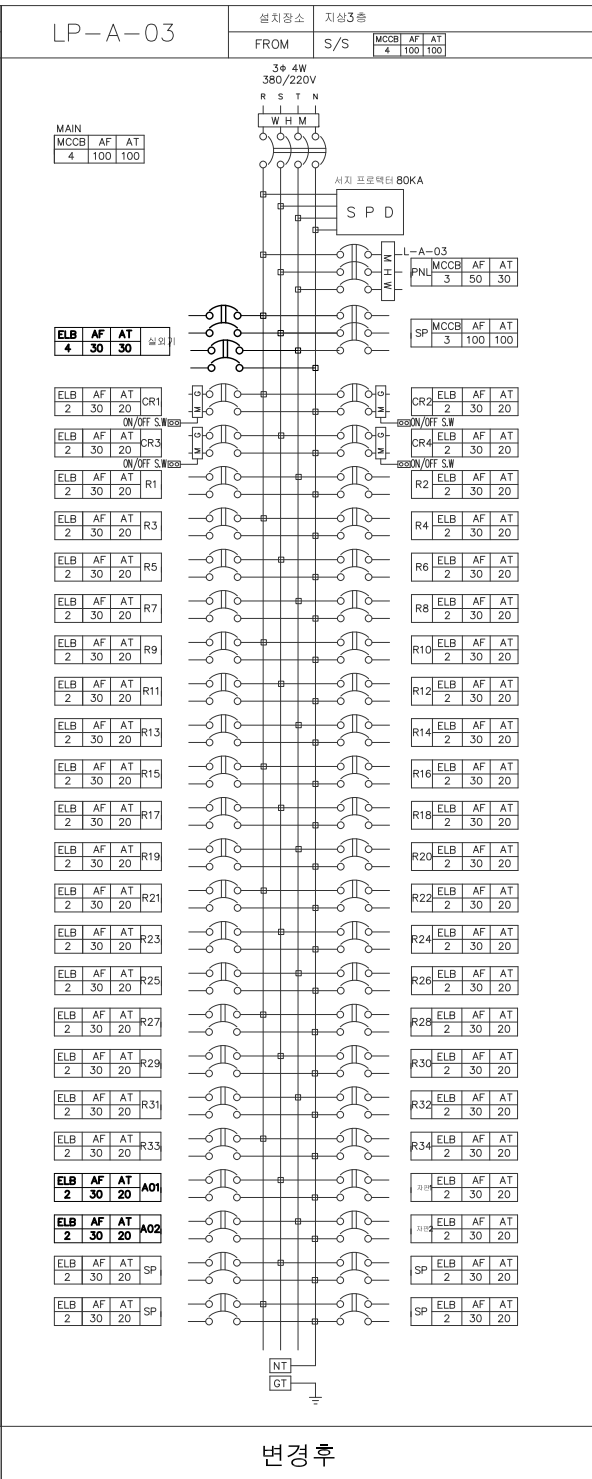 LP-A-03
설치장소 지상3층
FROM S/S MCCB AF AT
4 100 100
3Φ 4W
380/220V
R S T N
W H M
MAIN
MCCB AF AT
4 100 100
서지 프로텍터 80KA
S P D
L-A-03
W H M
PNL MCCB AF AT
3 50 30
SP MCCB AF AT
3 100 100
ELB AF AT 실외기
4 30 30
ELB AF AT CR1
2 30 20
M G
ON/OFF S.W
M G
CR2 ELB AF AT
2 30 20
ON/OFF S.W
ELB AF AT CR3
2 30 20
M G
ON/OFF S.W
M G
CR4 ELB AF AT
2 30 20
ON/OFF S.W
ELB AF AT R1
2 30 20
R2 ELB AF AT
2 30 20
ELB AF AT R3
2 30 20
R4 ELB AF AT
2 30 20
ELB AF AT R5
2 30 20
R6 ELB AF AT
2 30 20
ELB AF AT R7
2 30 20
R8 ELB AF AT
2 30 20
ELB AF AT R9
2 30 20
R10 ELB AF AT
2 30 20
ELB AF AT R11
2 30 20
R12 ELB AF AT
2 30 20
ELB AF AT R13
2 30 20
R14 ELB AF AT
2 30 20
ELB AF AT R15
2 30 20
R16 ELB AF AT
2 30 20
ELB AF AT R17
2 30 20
R18 ELB AF AT
2 30 20
ELB AF AT R19
2 30 20
R20 ELB AF AT
2 30 20
ELB AF AT R21
2 30 20
R22 ELB AF AT
2 30 20
ELB AF AT R23
2 30 20
R24 ELB AF AT
2 30 20
ELB AF AT R25
2 30 20
R26 ELB AF AT
2 30 20
ELB AF AT R27
2 30 20
R28 ELB AF AT
2 30 20
ELB AF AT R29
2 30 20
R30 ELB AF AT
2 30 20
ELB AF AT R31
2 30 20
R32 ELB AF AT
2 30 20
ELB AF AT R33
2 30 20
R34 ELB AF AT
2 30 20
ELB AF AT A01
2 30 20
ELB AF AT
2 30 20
ELB AF AT A02
2 30 20
ELB AF AT
2 30 20
ELB AF AT SP
2 30 20
SP ELB AF AT
2 30 20
ELB AF AT SP
2 30 20
SP ELB AF AT
2 30 20
NT
GT
변경후